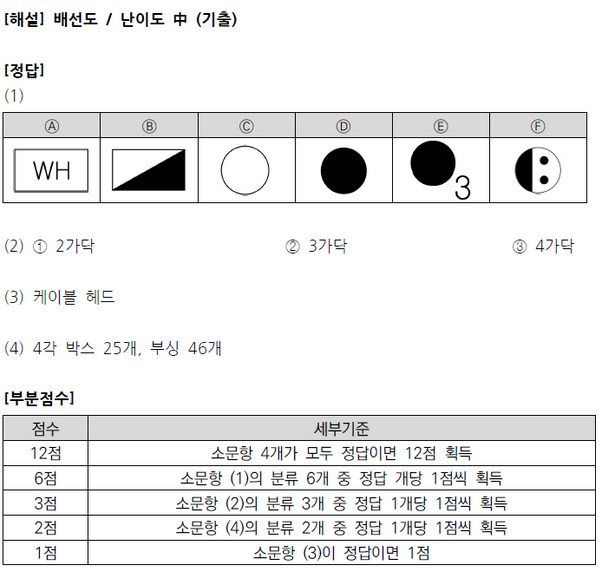 [해설] 배선도 / 난이도 中 (기출)
[정답]
(1)
Ⓐ Ⓑ Ⓒ Ⓓ Ⓔ Ⓕ
WH 3
(2) ① 2가닥 ② 3가닥 ③ 4가닥
(3) 케이블 헤드
(4) 4각 박스 25개, 부싱 46개
[부분점수]
점수 세부기준
12점 소문항 4개가 모두 정답이면 12점 획득
6점 소문항 (1)의 분류 6개 중 정답 개당 1점씩 획득
3점 소문항 (2)의 분류 3개 중 정답 1개당 1점씩 획득
2점 소문항 (4)의 분류 2개 중 정답 1개당 1점씩 획득
1점 소문항 (3)이 정답이면 1점